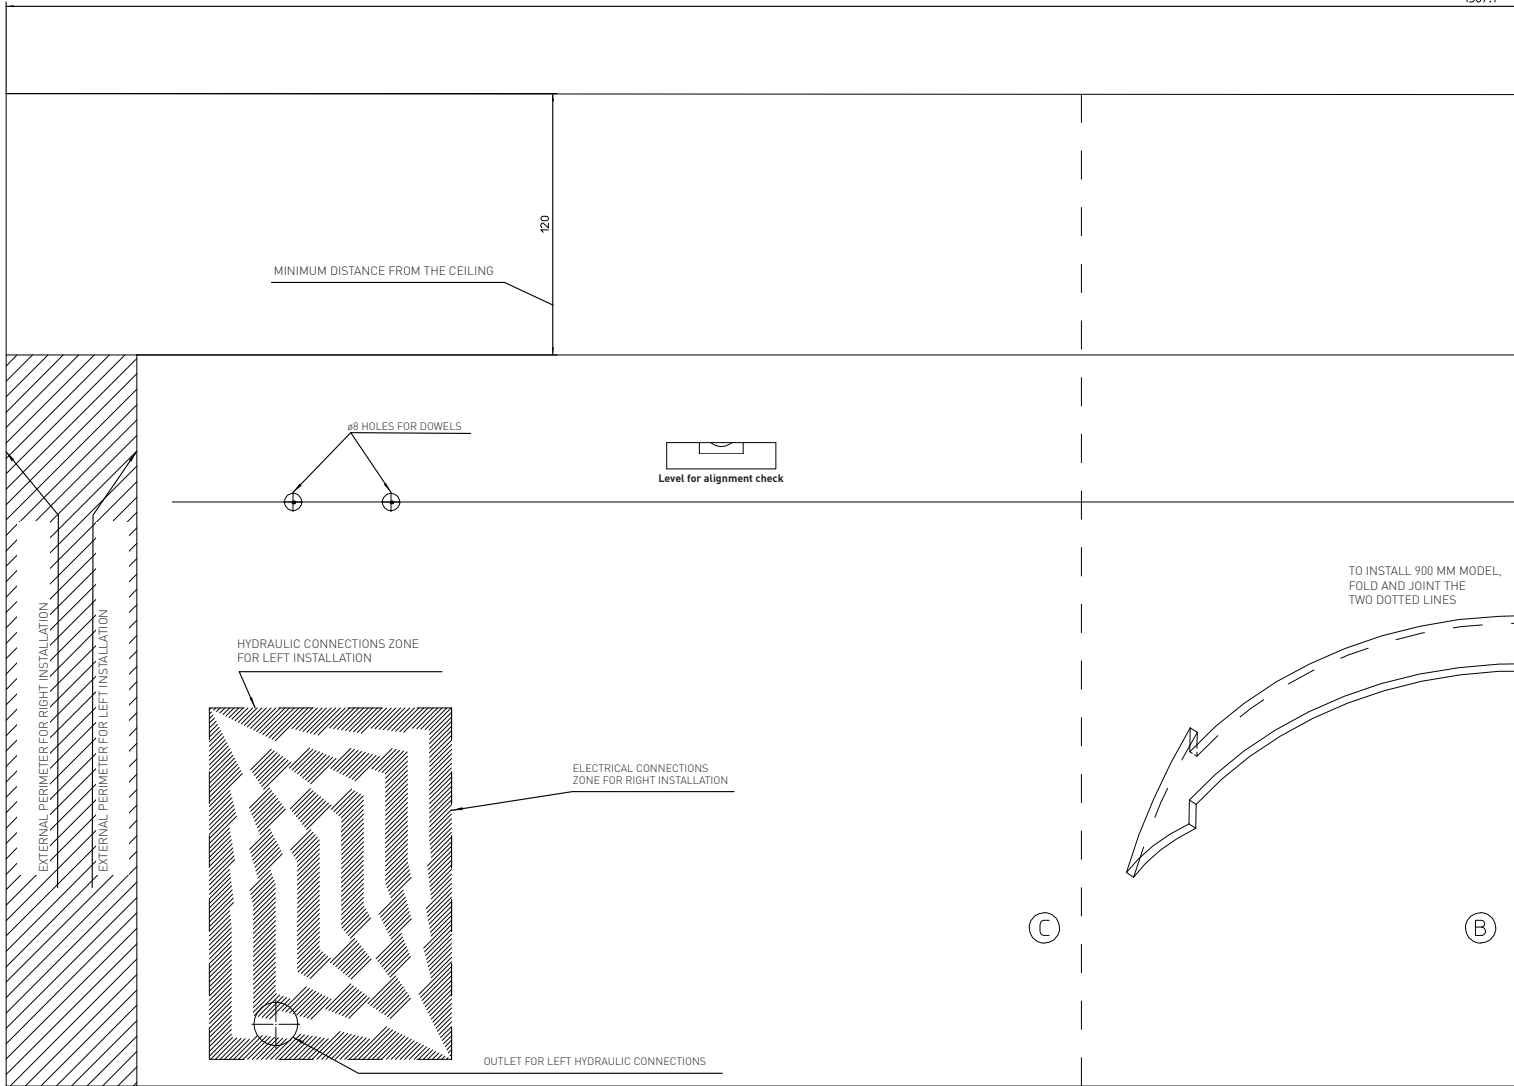 120
MINIMUM DISTANCE FROM THE CEILING
ø8 HOLES FOR DOWELS
Level for alignment check
TO INSTALL 900 MM MODEL,
FOLD AND JOINT THE
TWO DOTTED LINES
EXTERNAL PERIMETER FOR RIGHT INSTALLATION
EXTERNAL PERIMETER FOR LEFT INSTALLATION
HYDRAULIC CONNECTIONS ZONE
FOR LEFT INSTALLATION
ELECTRICAL CONNECTIONS
ZONE FOR RIGHT INSTALLATION
C
B
OUTLET FOR LEFT HYDRAULIC CONNECTIONS